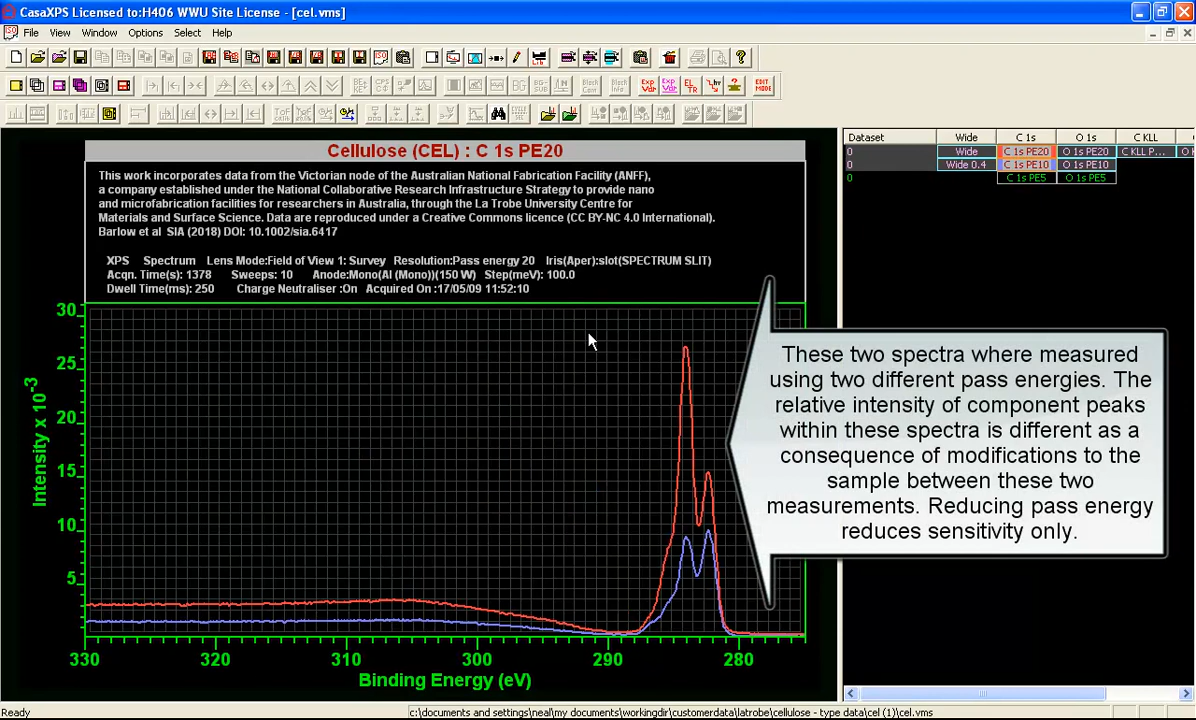 CasaXPS Licensed to:H406 WWU Site License - [cel.vms]
File View Window Options Select Help
Cellulose (CEL) : C 1s PE20
This work incorporates data from the Victorian node of the Australian National Fabrication Facility (ANFF),
a company established under the National Collaborative Research Infrastructure Strategy to provide nano
and microfabrication facilities for researchers in Australia, through the La Trobe University Centre for
Materials and Surface Science. Data are reproduced under a Creative Commons licence (CC BY-NC 4.0 International).
Barlow et al SIA (2018) DOI: 10.1002/sia.6417
XPS Spectrum Lens Mode:Field of View 1: Survey Resolution:Pass energy 20 Iris(Aper):slot(SPECTRUM SLIT)
Acqn. Time(s): 1378 Sweeps: 10 Anode:Mono(Al (Mono))(150 W) Step(meV): 100.0
Dwell Time(ms): 250 Charge Neutraliser :On Acquired On :17/05/09 11:52:10
30
25
20
15
10
5
Intensity x 10-3
330 320 310 300 290 280
Binding Energy (eV)
These two spectra where measured
using two different pass energies. The
relative intensity of component peaks
within these spectra is different as a
consequence of modifications to the
sample between these two
measurements. Reducing pass energy
reduces sensitivity only.
Dataset Wide C 1s O 1s C KLL
0 Wide C 1s PE20 O 1s PE20 C KLL P...
0 Wide 0.4 C 1s PE10 O 1s PE10
0 C 1s PE5 O 1s PE5
Ready
c:\documents and settings\neal\my documents\workingdir\customerdata\latrobe\cellulose - type data\cel (1)\cel.vms